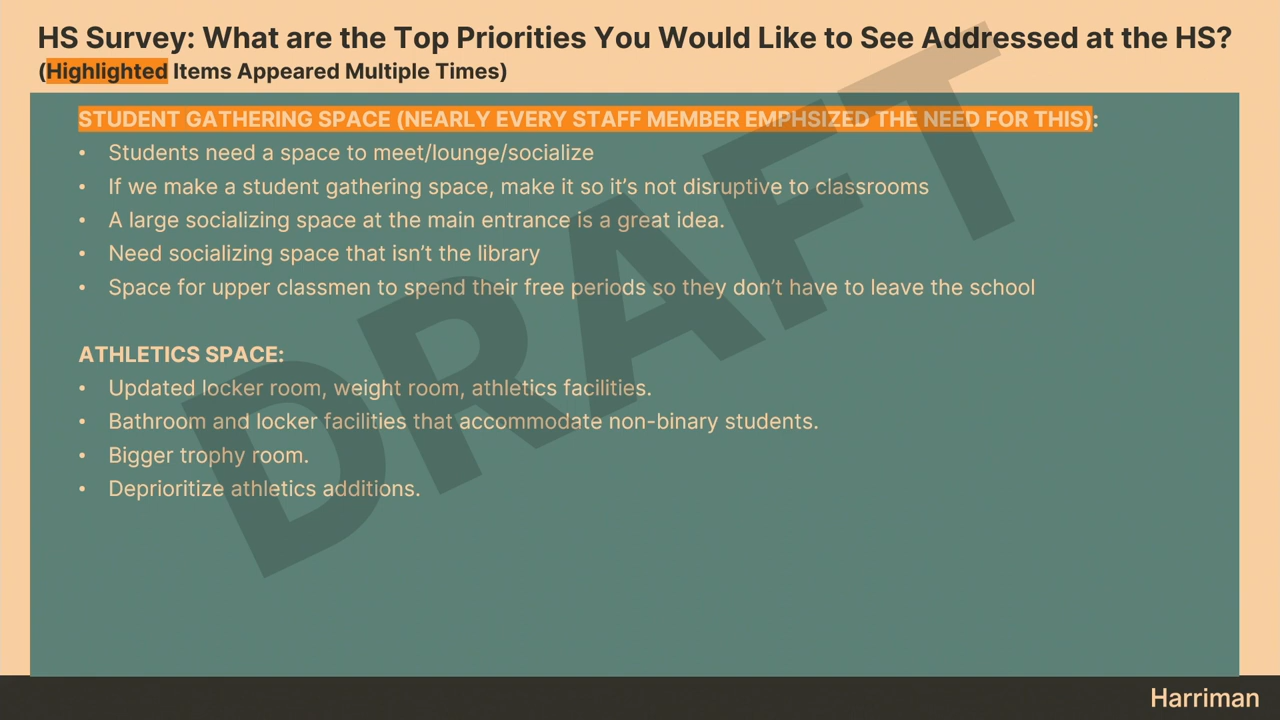 HS Survey: What are the Top Priorities You Would Like to See Addressed at the HS?
(Highlighted Items Appeared Multiple Times)
STUDENT GATHERING SPACE (NEARLY EVERY STAFF MEMBER EMPHSIZED THE NEED FOR THIS):
• Students need a space to meet/lounge/socialize
• If we make a student gathering space, make it so it’s not disruptive to classrooms
• A large socializing space at the main entrance is a great idea.
• Need socializing space that isn’t the library
• Space for upper classmen to spend their free periods so they don’t have to leave the school
ATHLETICS SPACE:
• Updated locker room, weight room, athletics facilities.
• Bathroom and locker facilities that accommodate non-binary students.
• Bigger trophy room.
• Deprioritize athletics additions.
DRAFT
Harriman